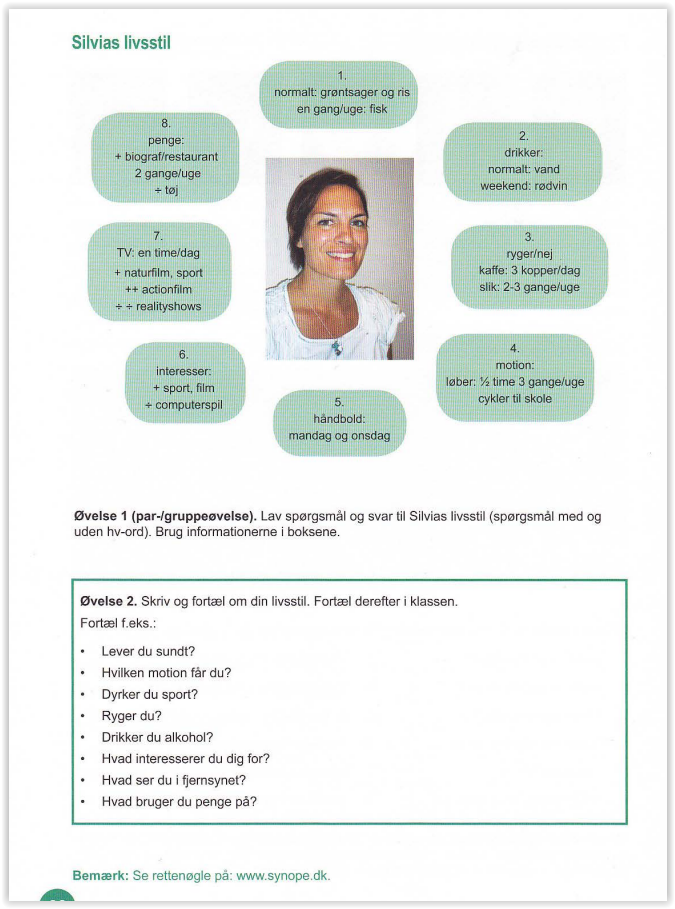 Silvias livsstil
1.
normalt: grøntsager og ris
en gang/uge: fisk
2.
drikker:
normalt: vand
weekend: rødvin
3.
ryger/nej
kaffe: 3 kopper/dag
slik: 2-3 gange/uge
4.
motion:
løber: ½ time 3 gange/uge
cykler til skole
5.
håndbold:
mandag og onsdag
6.
interesser:
+ sport, film
÷ computerspil
7.
TV: en time/dag
+ naturfilm, sport
++ actionfilm
÷ ÷ realityshows
8.
penge:
+ biograf/restaurant
2 gange/uge
÷ tøj
Øvelse 1 (par-/gruppeøvelse). Lav spørgsmål og svar til Silvias livsstil (spørgsmål med og
uden hv-ord). Brug informationerne i boksene.
Øvelse 2. Skriv og fortæl om din livsstil. Fortæl derefter i klassen.
Fortæl f.eks.:
• Lever du sundt?
• Hvilken motion får du?
• Dyrker du sport?
• Ryger du?
• Drikker du alkohol?
• Hvad interesserer du dig for?
• Hvad ser du i fjernsynet?
• Hvad bruger du penge på?
Bemærk: Se rettenøgle på: www.synope.dk.